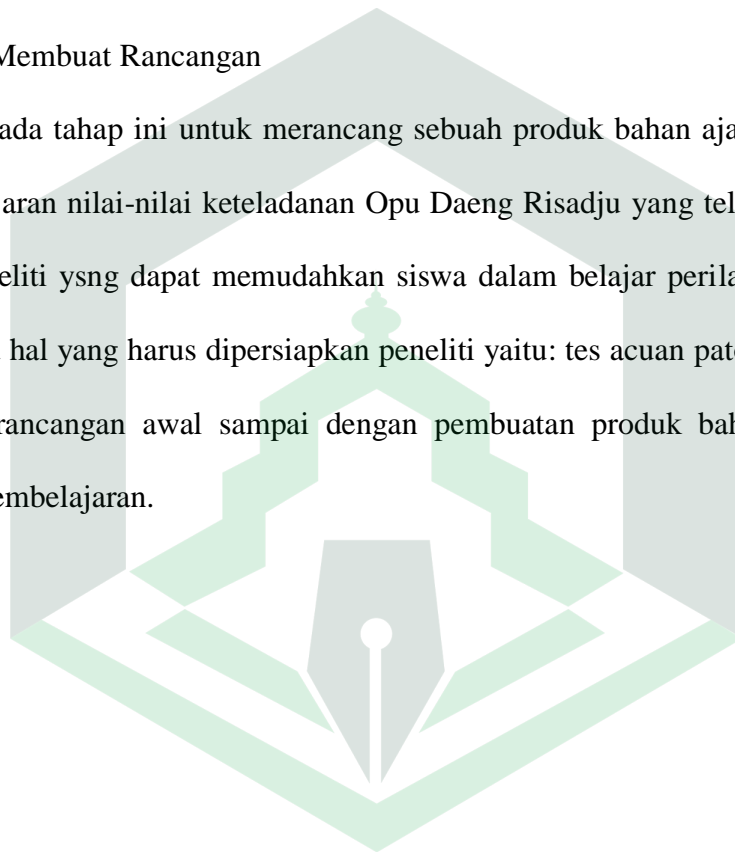 Membuat Rancangan
ada tahap ini untuk merancang sebuah produk bahan aja
aran nilai-nilai keteladanan Opu Daeng Risadju yang tel
eliti ysng dapat memudahkan siswa dalam belajar perila
hal yang harus dipersiapkan peneliti yaitu: tes acuan pato
rancangan awal sampai dengan pembuatan produk bah
embelajaran.